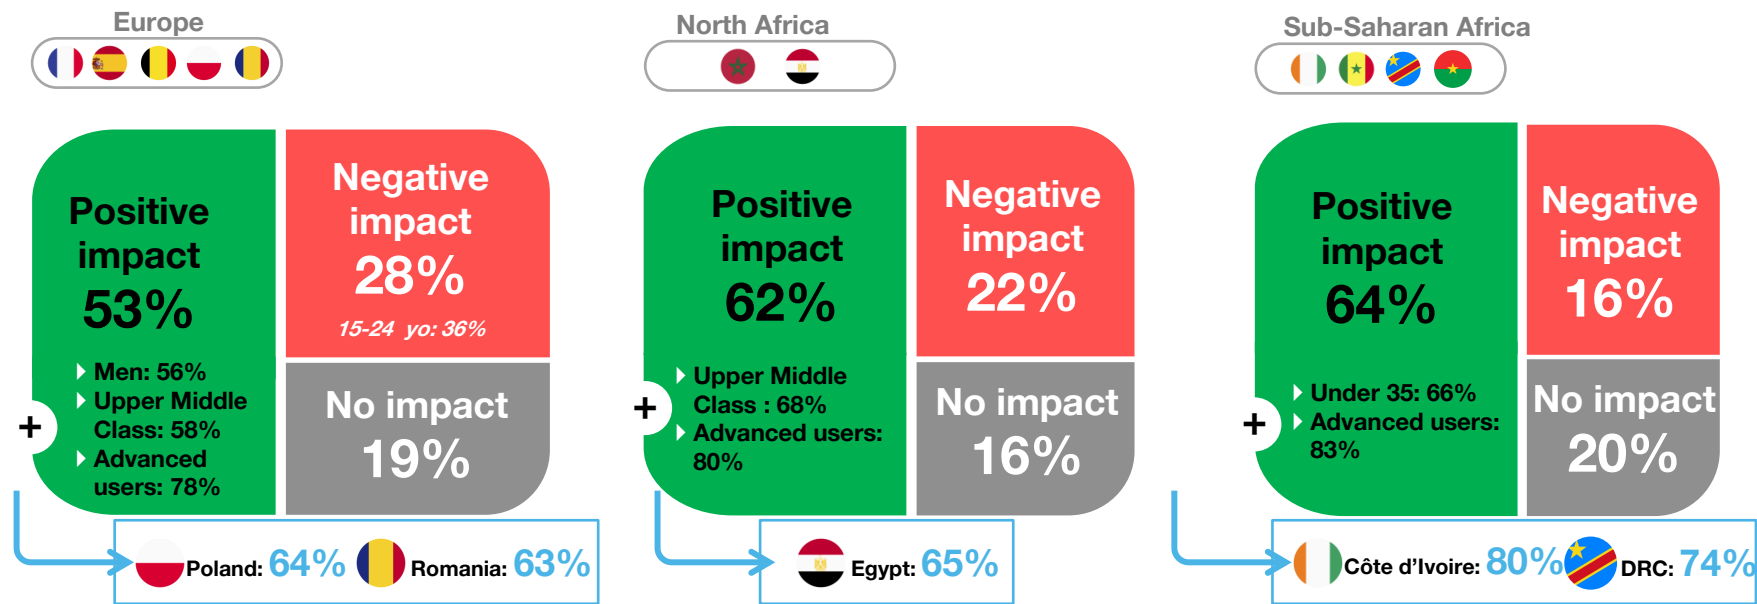 Europe
Positive
impact
53%
Men: 56%
Upper Middle
Class: 58%
Advanced
users: 78%
+
Negative
impact
28%
15-24 yo: 36%
No impact
19%
Poland: 64%
Romania: 63%
North Africa
Positive
impact
62%
Upper Middle
Class : 68%
Advanced users:
80%
+
Negative
impact
22%
No impact
16%
Egypt: 65%
Sub-Saharan Africa
Positive
impact
64%
Under 35: 66%
Advanced users:
83%
+
Negative
impact
16%
No impact
20%
Côte d'Ivoire: 80%
DRC: 74%